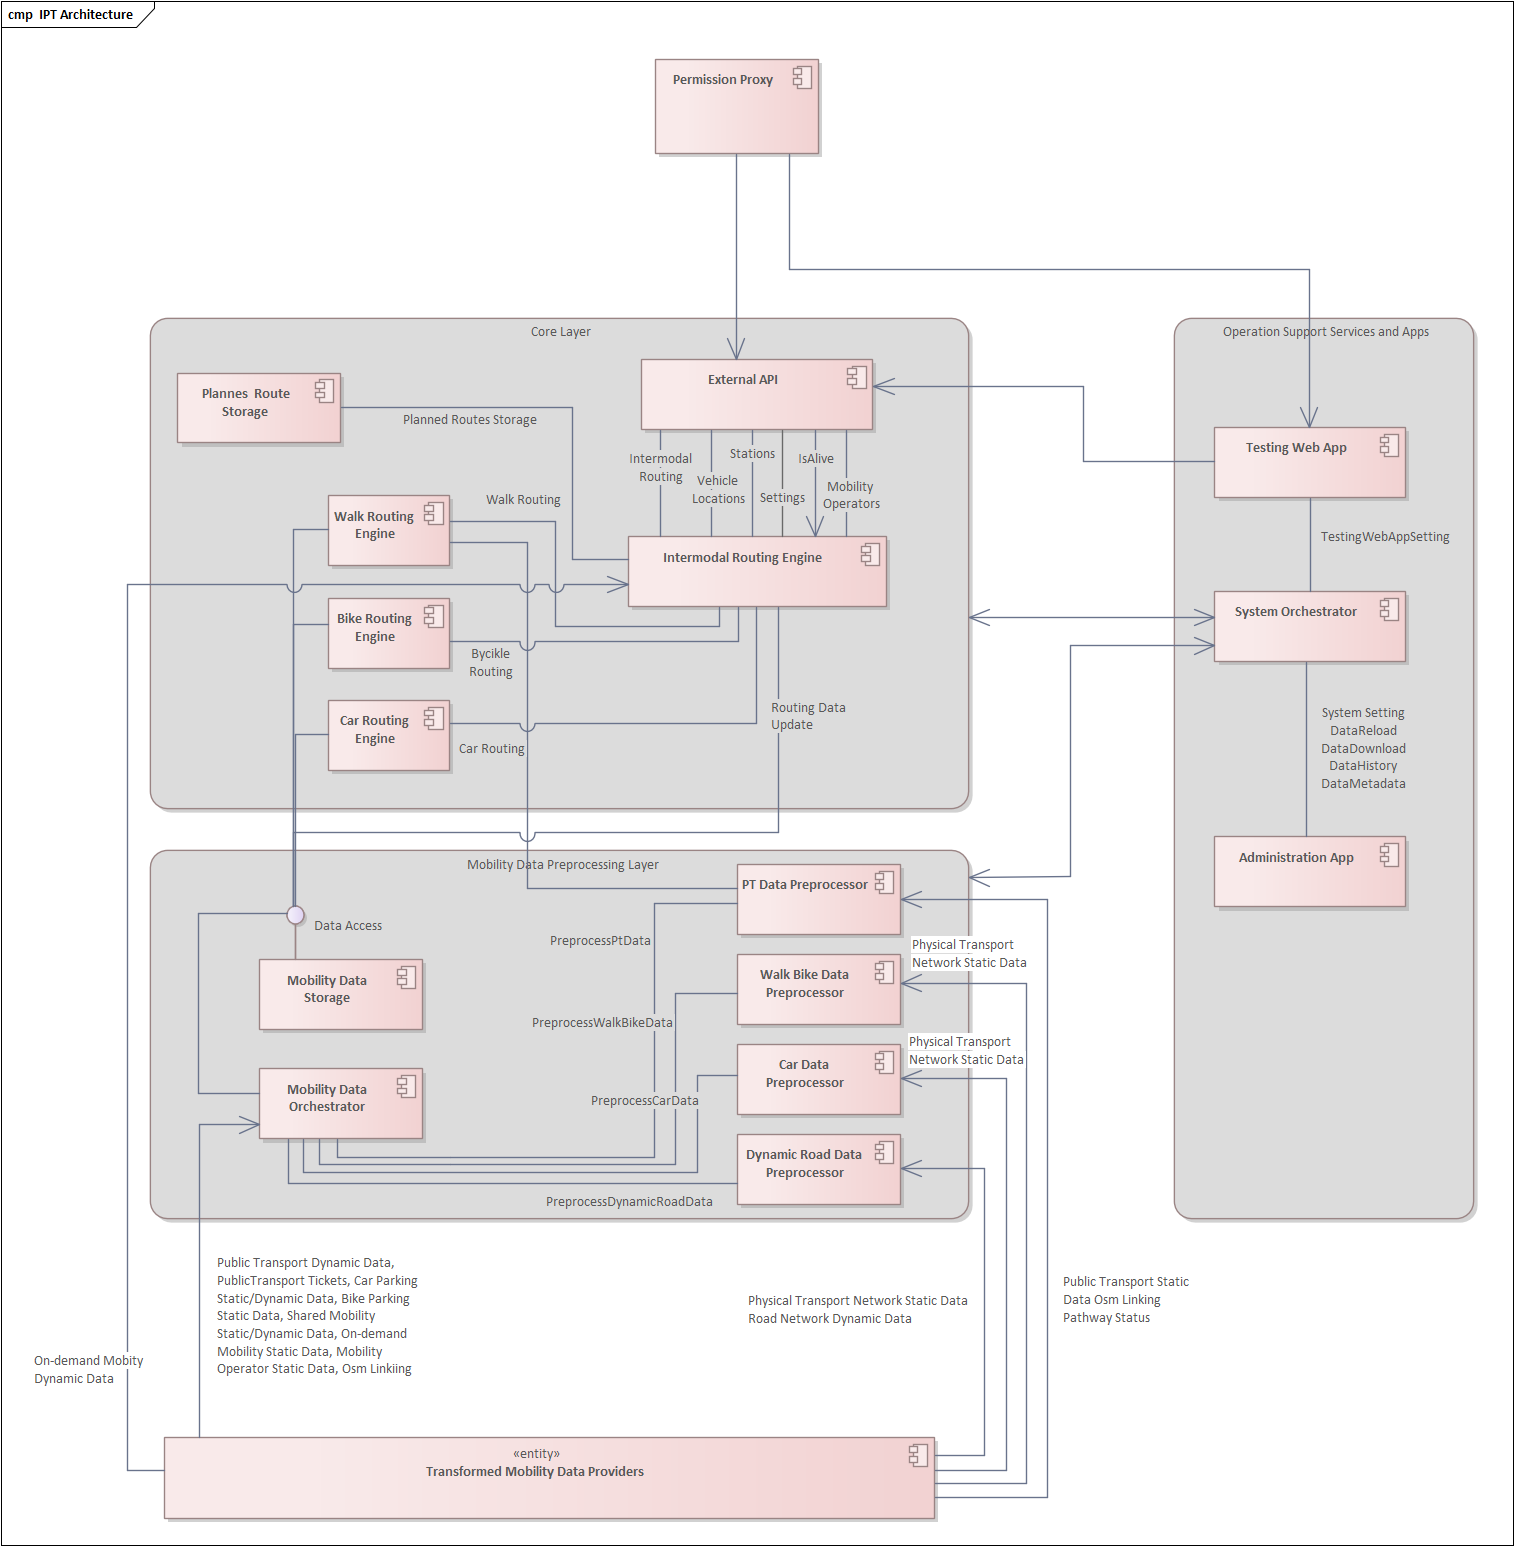 cmp IPT Architecture
Permission Proxy
Core Layer
Operation Support Services and Apps
Plannes Route
Storage
External API
Planned Routes Storage
Intermodal
Routing
Vehicle
Locations
Stations
Settings
IsAlive
Mobility
Operators
Testing Web App
Walk Routing
Engine
Walk Routing
Intermodal Routing Engine
TestingWebAppSetting
Bike Routing
Engine
Bycikle
Routing
System Orchestrator
Car Routing
Engine
Car Routing
Routing Data
Update
System Setting
DataReload
DataDownload
DataHistory
DataMetadata
Mobility Data Preprocessing Layer
Administration App
PT Data Preprocessor
Data Access
PreprocessPtData
Physical Transport
Network Static Data
Mobility Data
Storage
Walk Bike Data
Preprocessor
PreprocessWalkBikeData
Physical Transport
Network Static Data
Mobility Data
Orchestrator
Car Data
Preprocessor
PreprocessCarData
Dynamic Road Data
Preprocessor
PreprocessDynamicRoadData
Public Transport Dynamic Data,
PublicTransport Tickets, Car Parking
Static/Dynamic Data, Bike Parking
Static Data, Shared Mobility
Static/Dynamic Data, On-demand
Mobility Static Data, Mobility
Operator Static Data, Osm Linkiing
Physical Transport Network Static Data
Road Network Dynamic Data
Public Transport Static
Data Osm Linking
Pathway Status
On-demand Mobity
Dynamic Data
«entity»
Transformed Mobility Data Providers